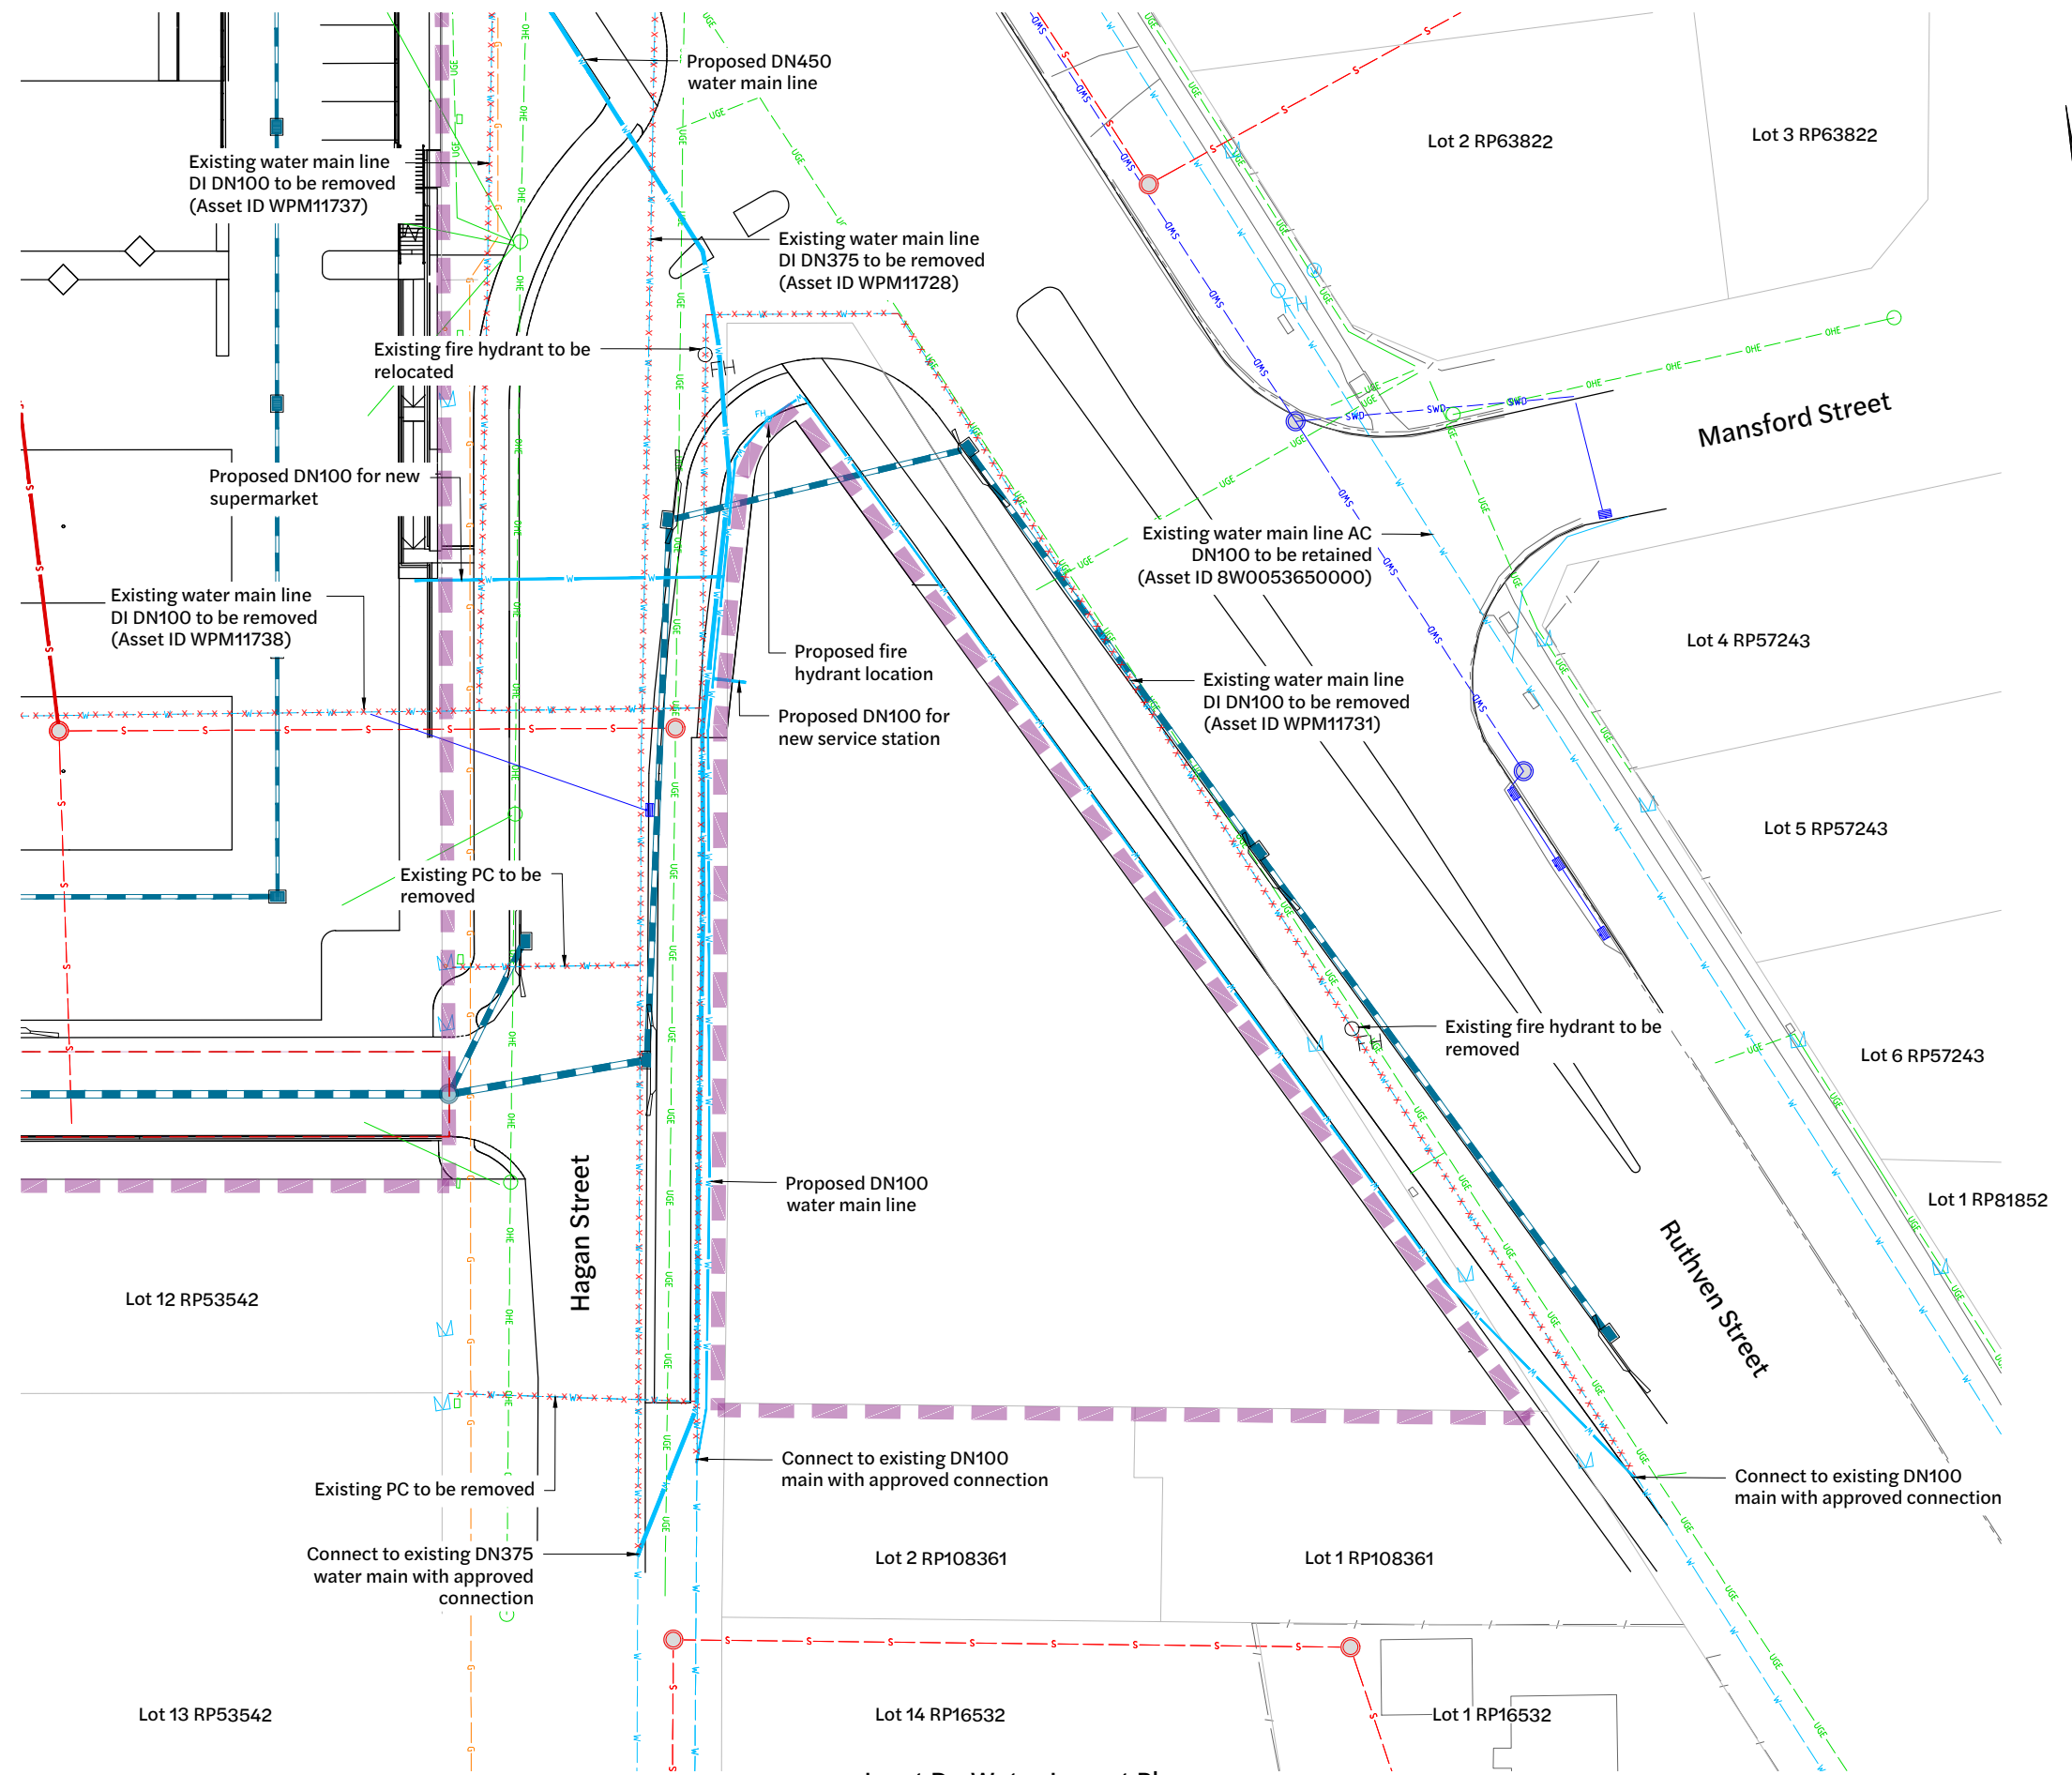 Proposed DN450
water main line
Lot 2 RP63822
Lot 3 RP63822
Existing water main line
DI DN100 to be removed
(Asset ID WPM11737)
Existing water main line
DI DN375 to be removed
(Asset ID WPM11728)
Existing fire hydrant to be
relocated
Mansford Street
Proposed DN100 for new
supermarket
Existing water main line AC
DN100 to be retained
(Asset ID 8W0053650000)
Existing water main line
DI DN100 to be removed
(Asset ID WPM11738)
Lot 4 RP57243
Proposed fire
hydrant location
Existing water main line
DI DN100 to be removed
(Asset ID WPM11731)
Proposed DN100 for
new service station
Lot 5 RP57243
Existing PC to be
removed
Existing fire hydrant to be
removed
Lot 6 RP57243
Proposed DN100
water main line
Lot 1 RP81852
Hagan Street
Ruthven Street
Lot 12 RP53542
Connect to existing DN100
main with approved connection
Connect to existing DN100
main with approved connection
Existing PC to be removed
Connect to existing DN375
water main with approved
connection
Lot 2 RP108361
Lot 1 RP108361
Lot 13 RP53542
Lot 14 RP16532
Lot 1 RP16532